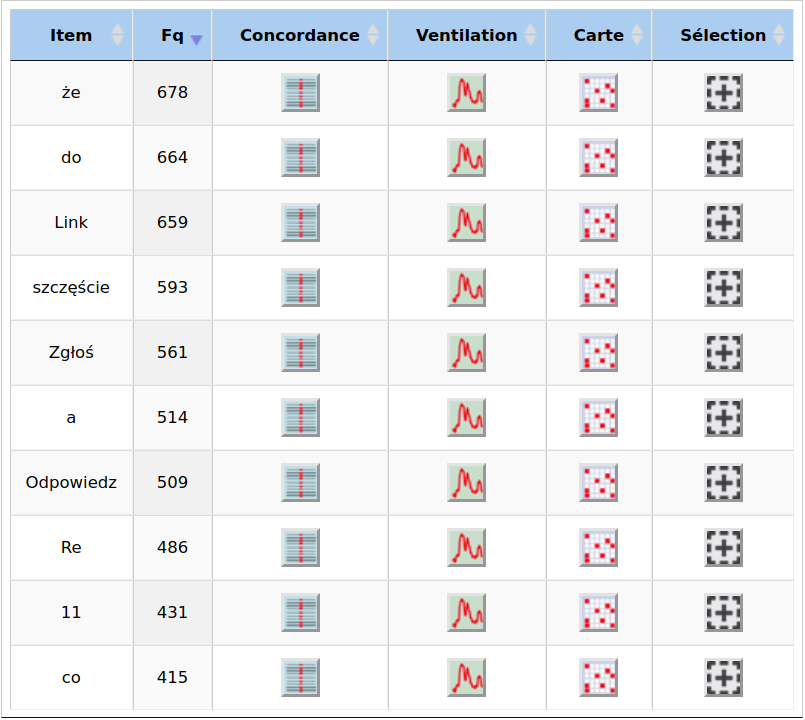 Item Fq Concordance Ventilation Carte Sélection
że 678
do 664
Link 659
szczęście 593
Zgłoś 561
a 514
Odpowiedz 509
Re 486
11 431
co 415